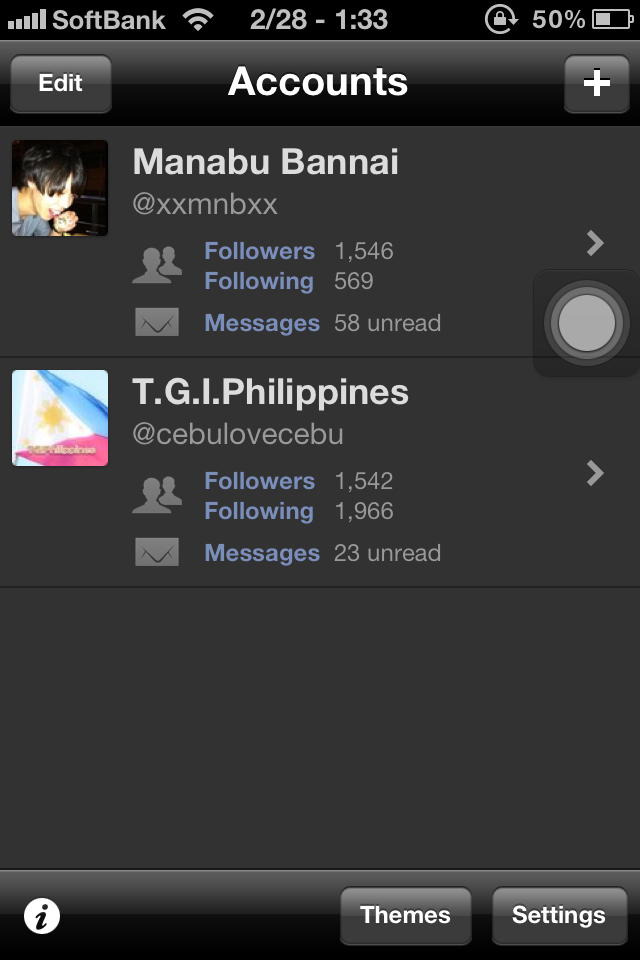 SoftBank 2/28 - 1:33 50%
Edit Accounts +
Manabu Bannai
@xxmnbxx
Followers 1,546
Following 569
Messages 58 unread
T.G.I.Philippines
@cebulovecebu
Followers 1,542
Following 1,966
Messages 23 unread
i Themes Settings